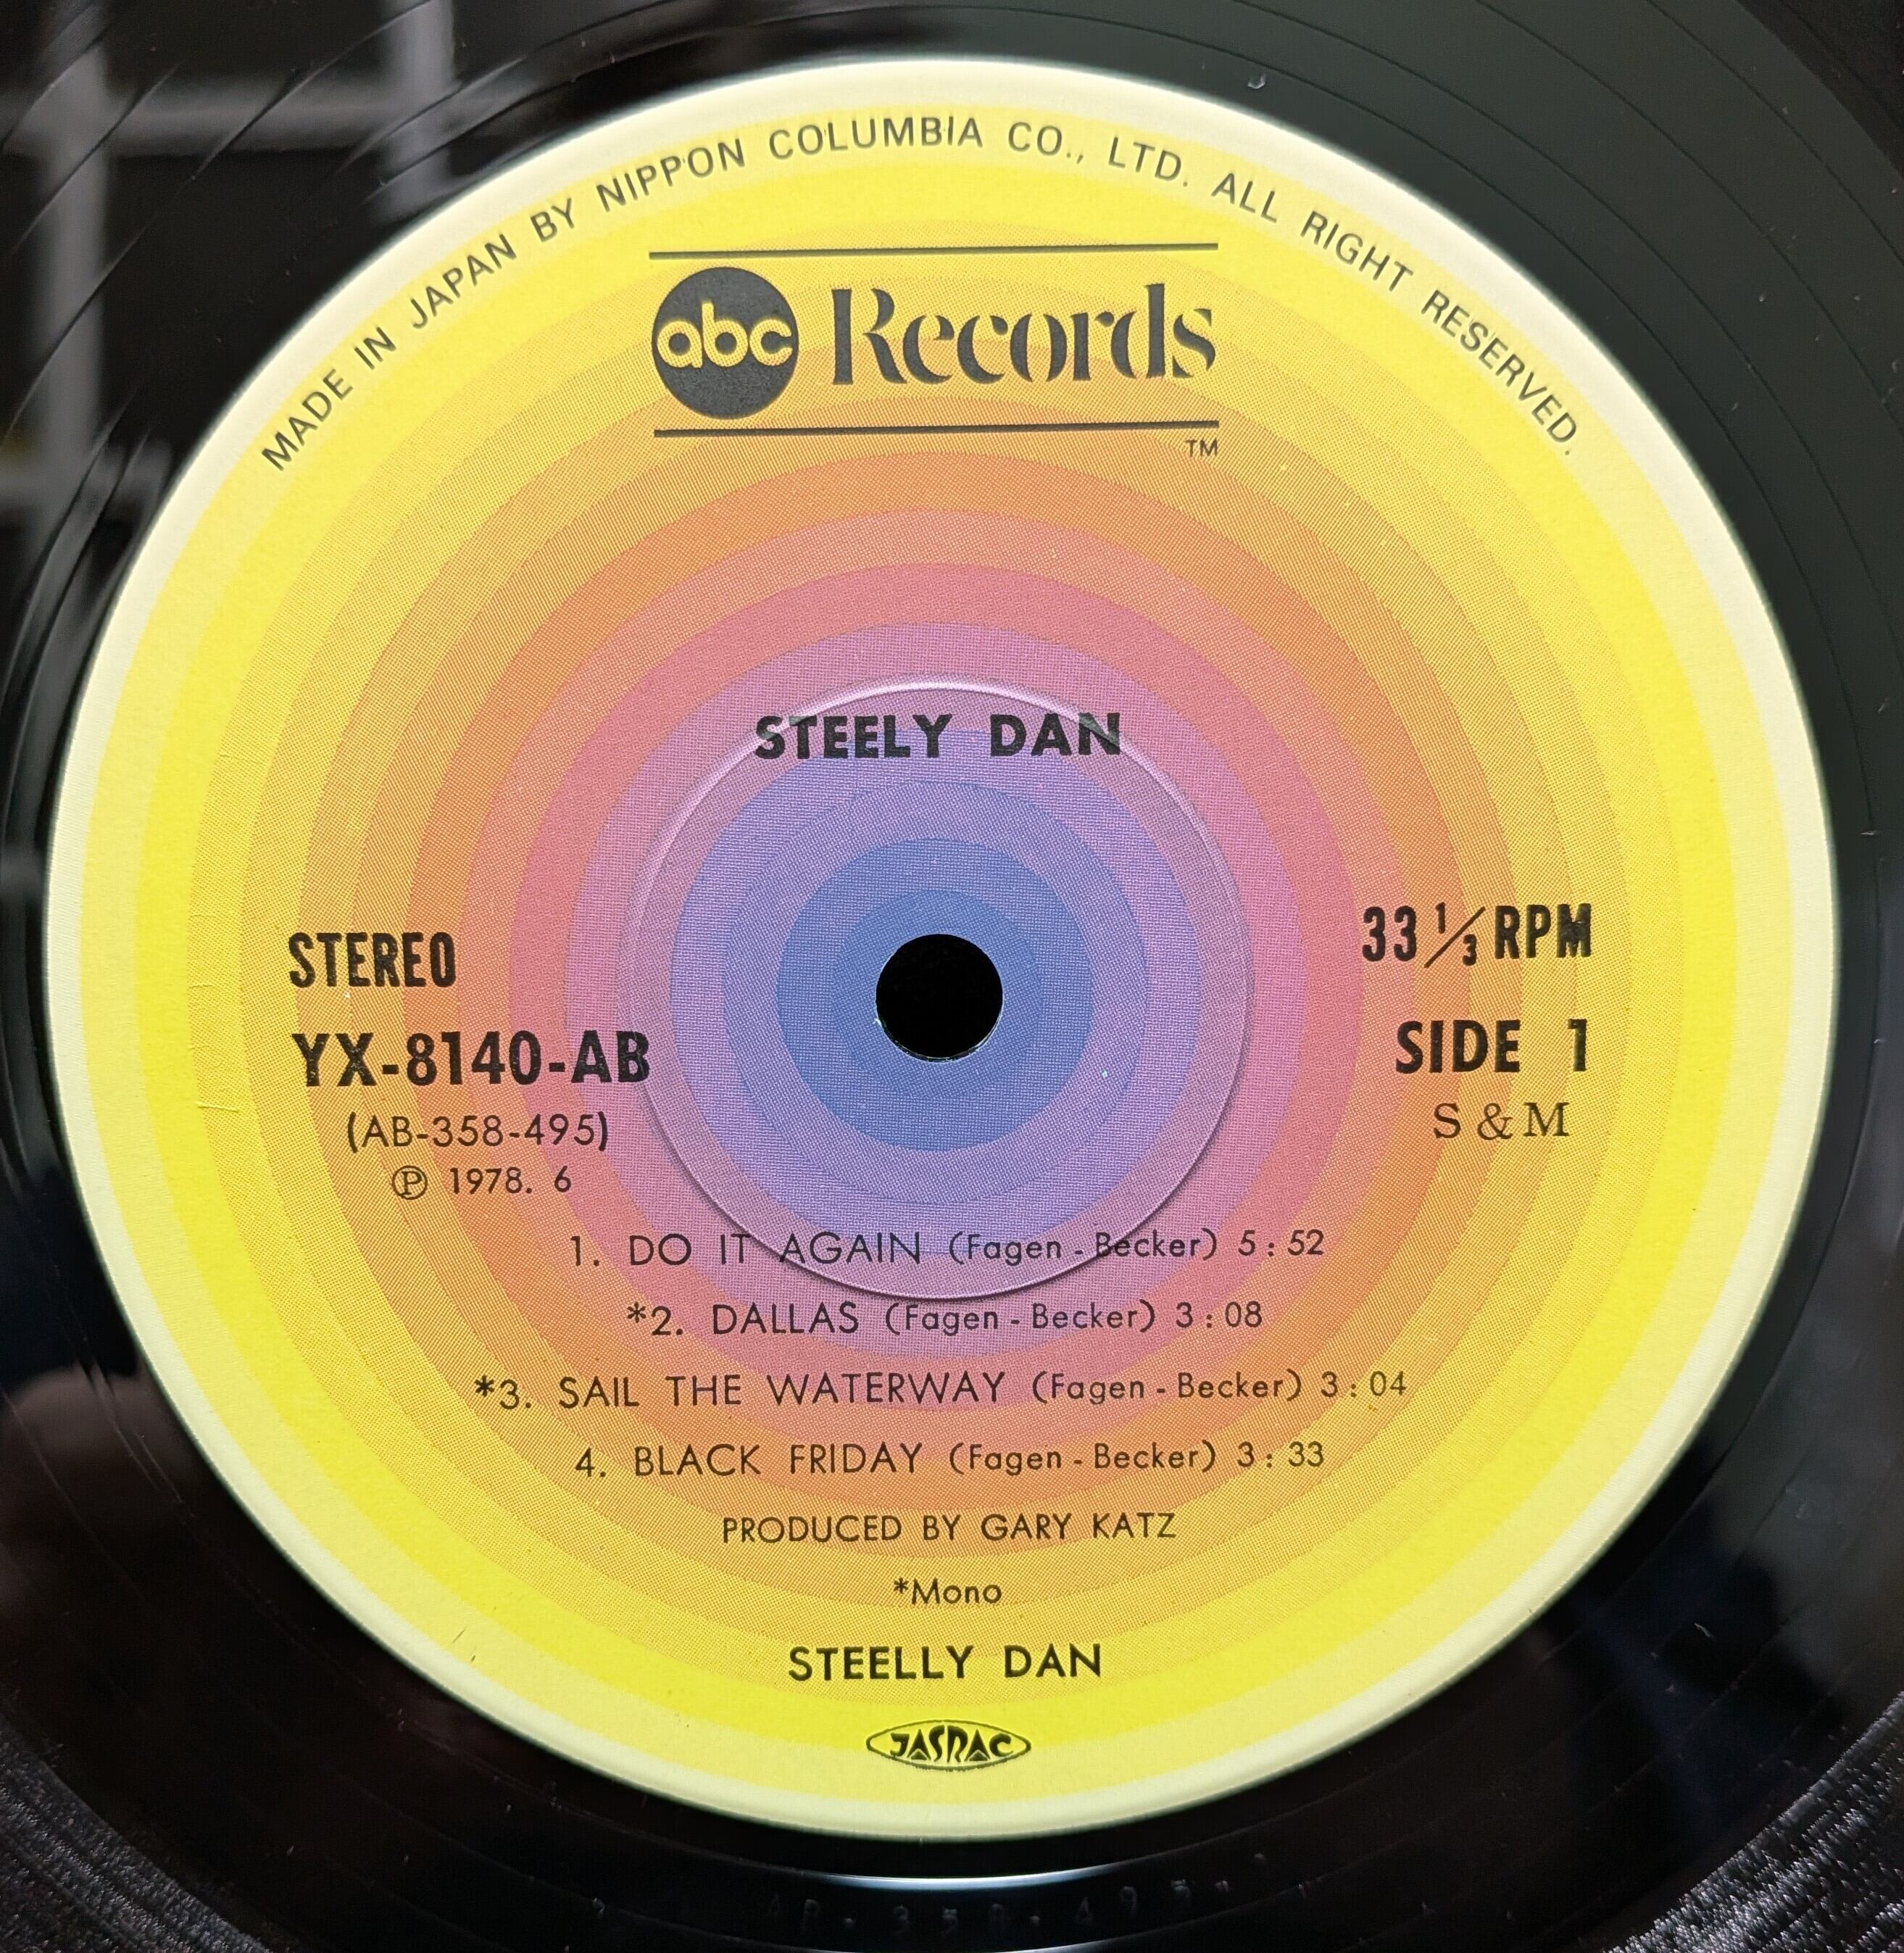 MADE IN JAPAN BY NIPPON COLUMBIA CO., LTD. ALL RIGHT RESERVED.
abc Records
TM
STEELY DAN
STEREO
33 1/3 RPM
YX-8140-AB
SIDE 1
(AB-358-495)
S & M
Ⓟ 1978. 6
1. DO IT AGAIN (Fagen - Becker) 5 : 52
*2. DALLAS (Fagen - Becker) 3 : 08
*3. SAIL THE WATERWAY (Fagen - Becker) 3 : 04
4. BLACK FRIDAY (Fagen - Becker) 3 : 33
PRODUCED BY GARY KATZ
*Mono
STEELLY DAN
JASRAC
AB-358-495